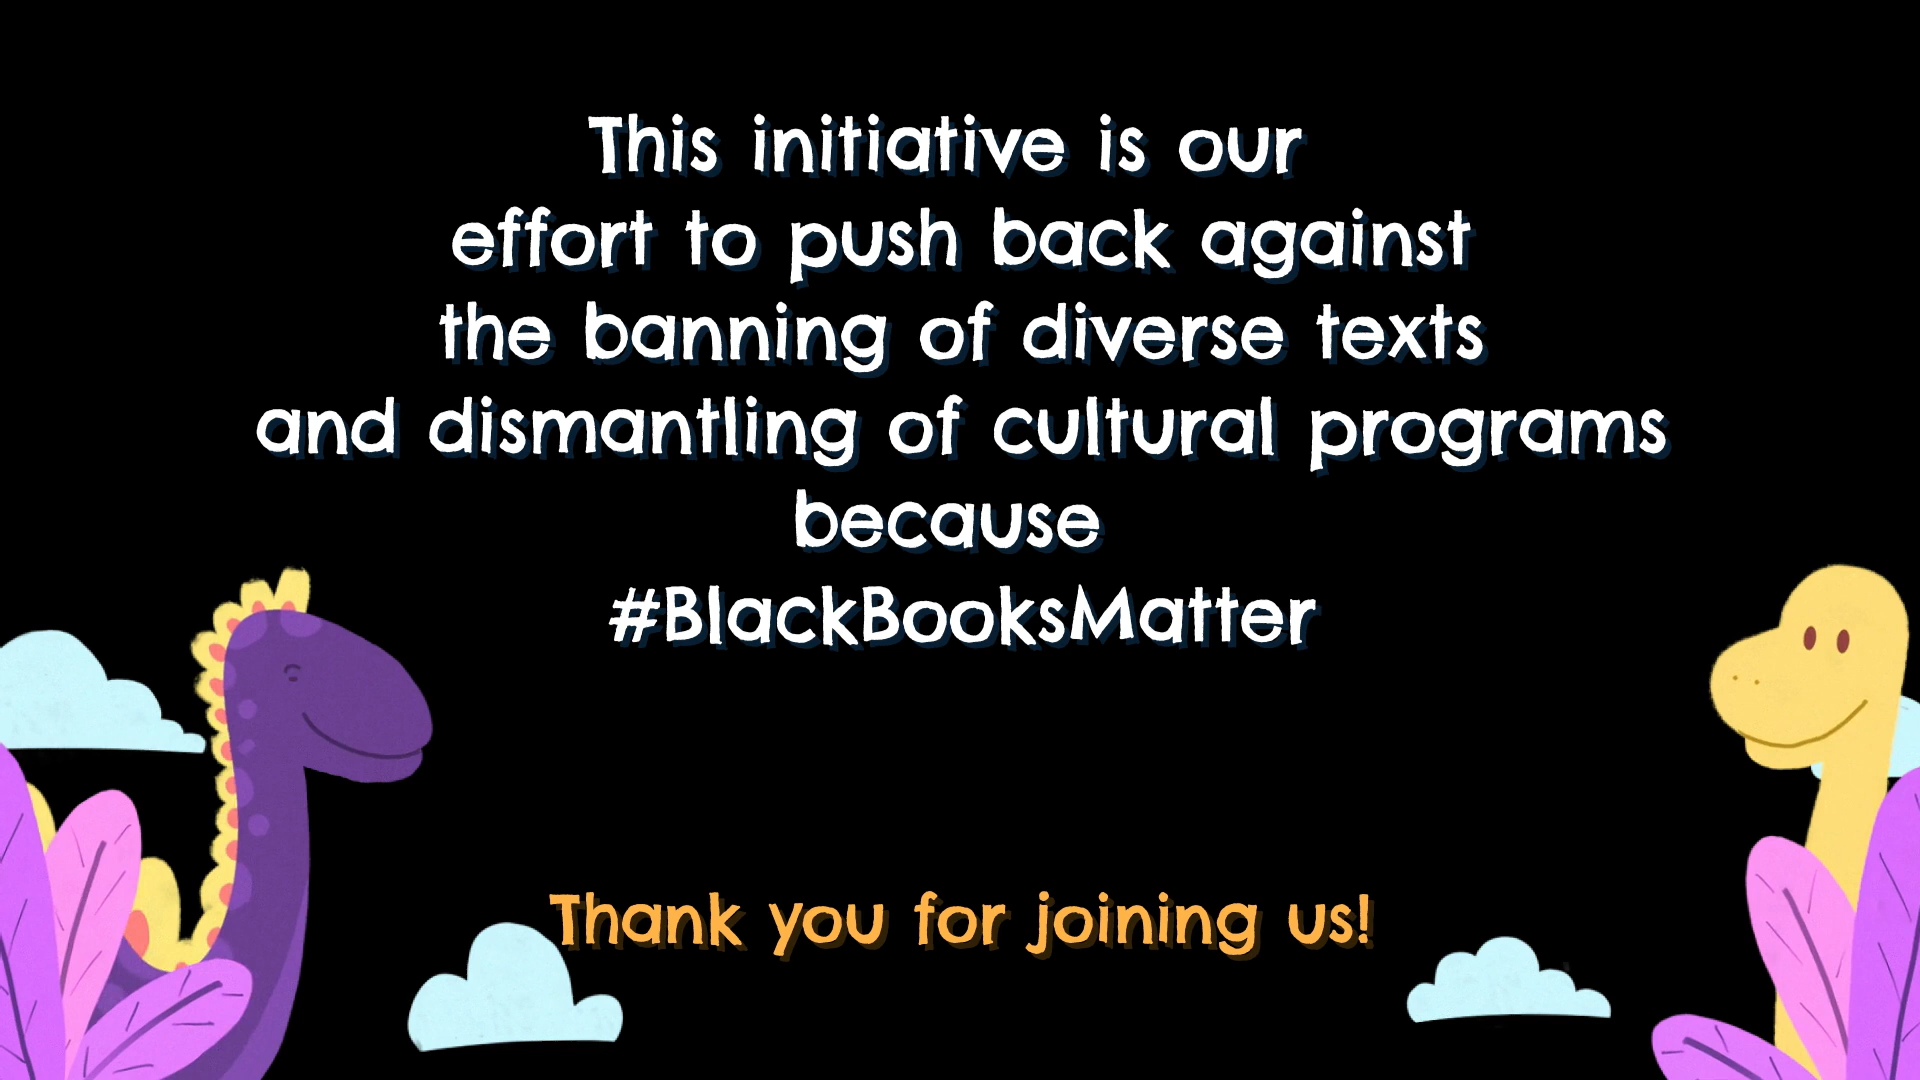 This initiative is our
effort to push back against
the banning of diverse texts
and dismantling of cultural programs
because
#BlackBooksMatter
Thank you for joining us!